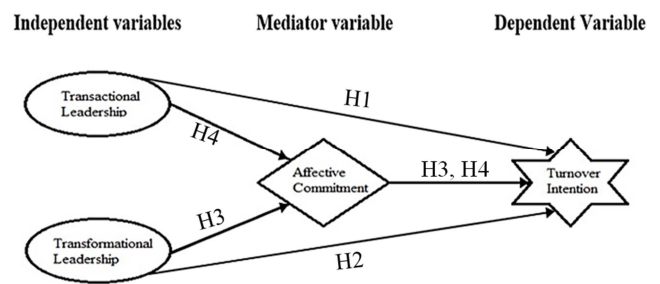 Independent variables
Mediator variable
Dependent Variable
Transactional
Leadership
H1
H4
Affective
Commitment
H3, H4
Turnover
Intention
H3
Transformational
Leadership
H2